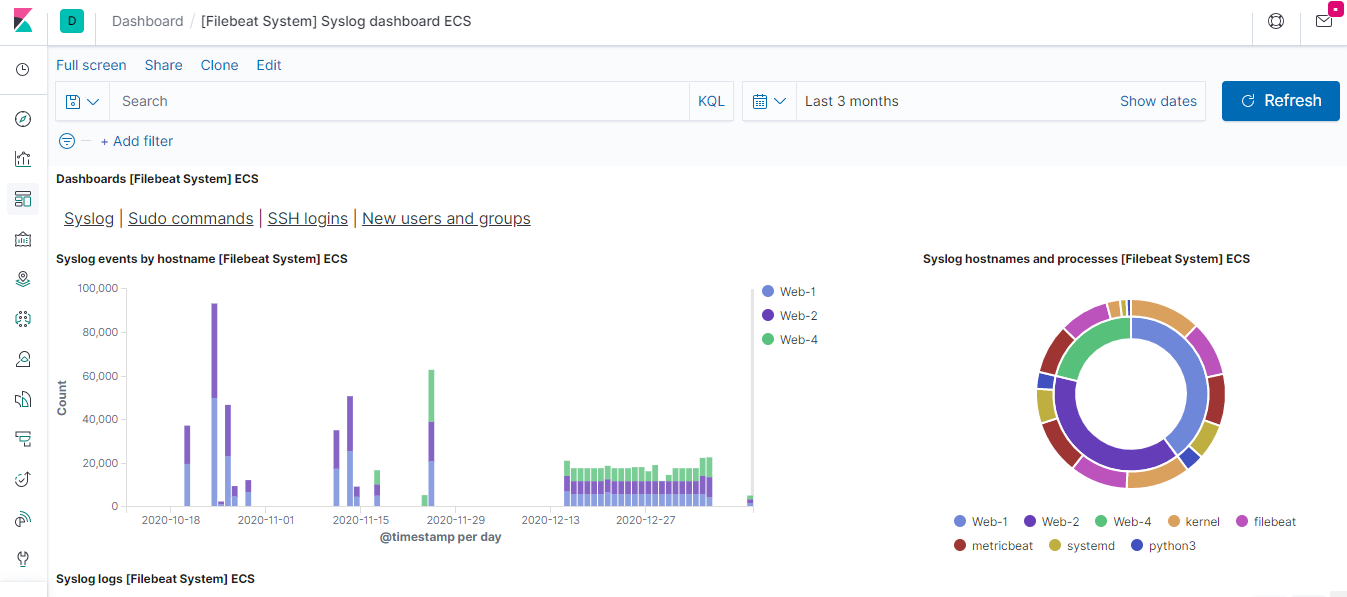 D Dashboard / [Filebeat System] Syslog dashboard ECS
Full screen Share Clone Edit
Search KQL Last 3 months Show dates Refresh
+ Add filter
Dashboards [Filebeat System] ECS
Syslog | Sudo commands | SSH logins | New users and groups
Syslog events by hostname [Filebeat System] ECS
100,000
80,000
60,000
40,000
20,000
0
Count
2020-10-18 2020-11-01 2020-11-15 2020-11-29 2020-12-13 2020-12-27
@timestamp per day
Web-1
Web-2
Web-4
Syslog hostnames and processes [Filebeat System] ECS
Web-1 Web-2 Web-4 kernel filebeat
metricbeat systemd python3
Syslog logs [Filebeat System] ECS